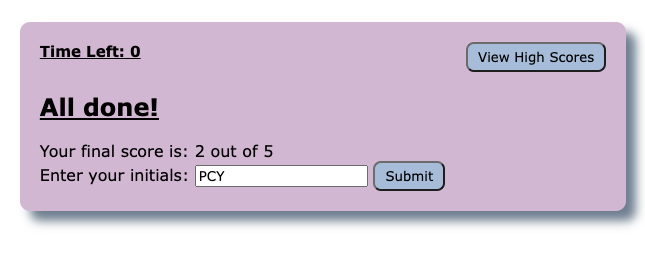 Time Left: 0
View High Scores
All done!
Your final score is: 2 out of 5
Enter your initials: PCY Submit